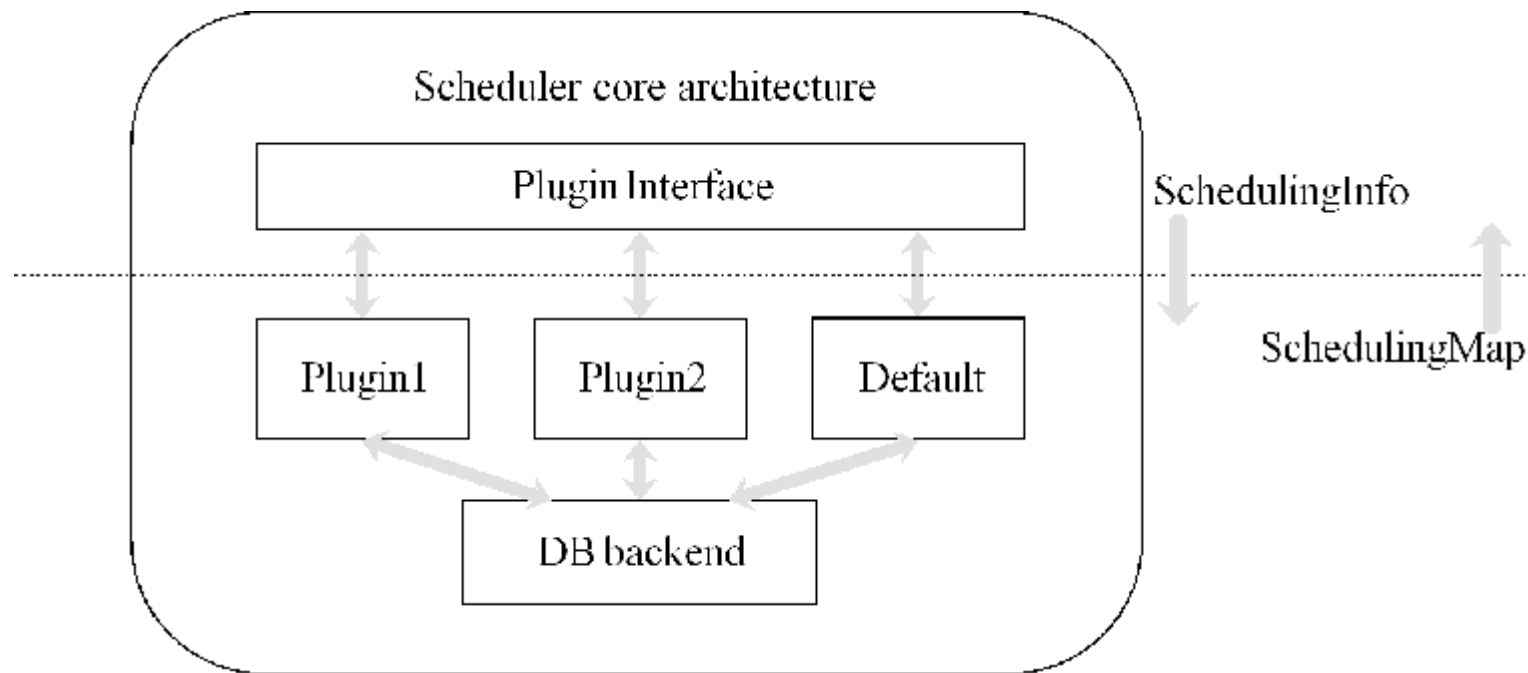 Scheduler core architecture
Plugin Interface
SchedulingInfo
SchedulingMap
Plugin1
Plugin2
Default
DB backend